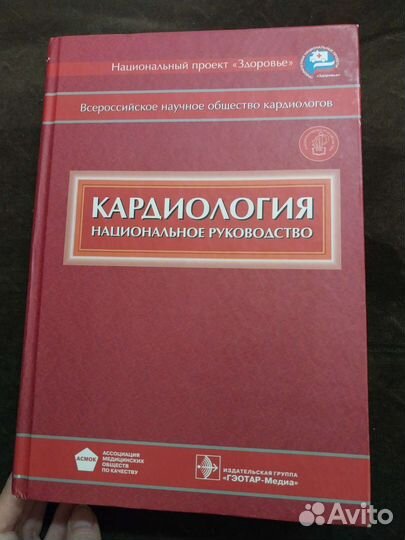 Национальный проект «Здоровье»
«Здоровье»
Всероссийское научное общество кардиологов
КАРДИОЛОГИЯ
НАЦИОНАЛЬНОЕ РУКОВОДСТВО
АСМОК
АССОЦИАЦИЯ
МЕДИЦИНСКИХ
ОБЩЕСТВ
ПО КАЧЕСТВУ
ИЗДАТЕЛЬСКАЯ ГРУППА
«ГЭОТАР-Медиа»
Avito